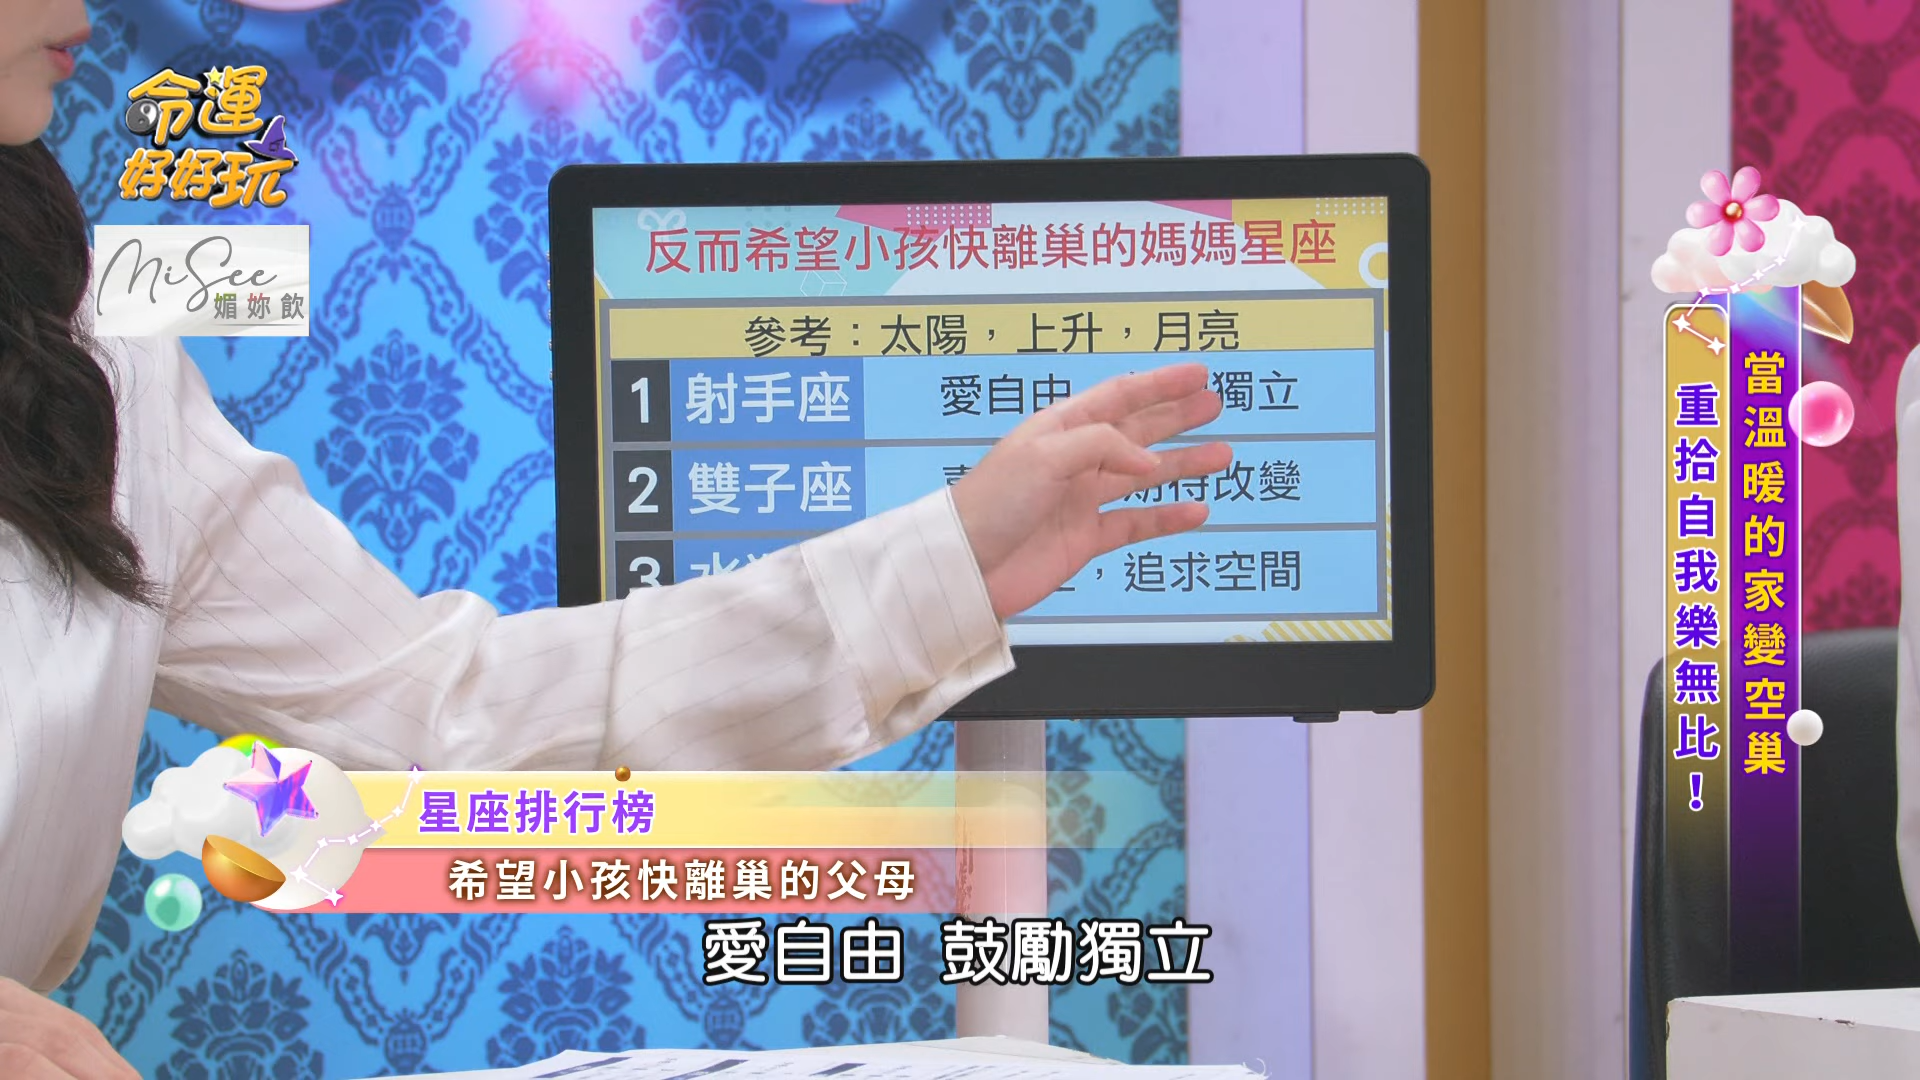 命運
好好玩
MiSee
媚妳飲
反而希望小孩快離巢的媽媽星座
參考：太陽，上升，月亮
1 射手座 愛自由 獨立
2 雙子座 期待改變
3 水 ，追求空間
當溫暖的家變空巢
重拾自我樂無比！
星座排行榜
希望小孩快離巢的父母
愛自由 鼓勵獨立